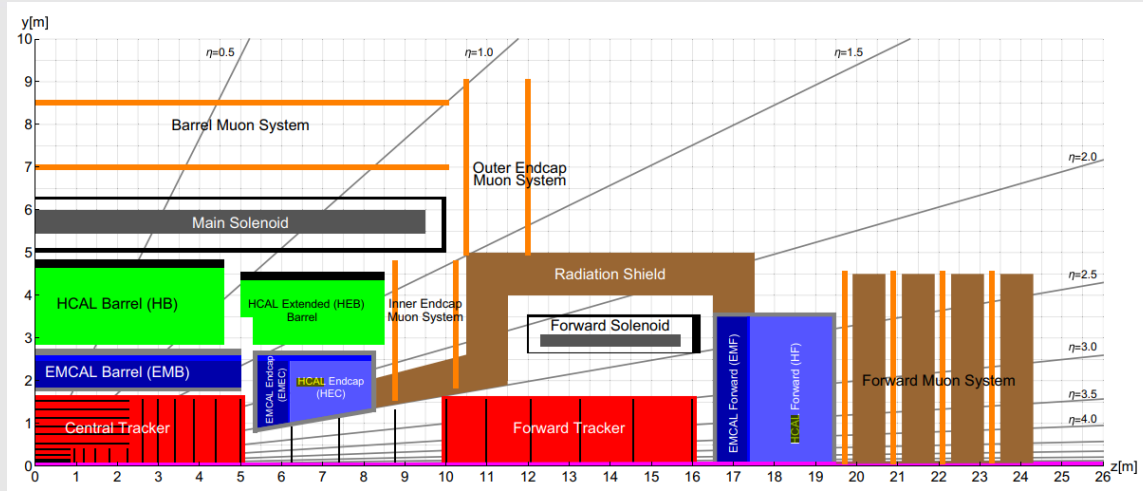 y[m]
10
9
8
7
6
5
4
3
2
1
0
η=0.5
η=1.0
η=1.5
η=2.0
η=2.5
η=3.0
η=3.5
η=4.0
Barrel Muon System
Outer Endcap
Muon System
Main Solenoid
Radiation Shield
HCAL Barrel (HB)
HCAL Extended (HEB)
Barrel
Inner Endcap
Muon System
Forward Solenoid
EMCAL Barrel (EMB)
EMCAL Endcap
(EMEC)
HCAL Endcap
(HEC)
EMCAL Forward (EMF)
HCAL Forward (HF)
Forward Muon System
Central Tracker
Forward Tracker
0 1 2 3 4 5 6 7 8 9 10 11 12 13 14 15 16 17 18 19 20 21 22 23 24 25 26
z[m]